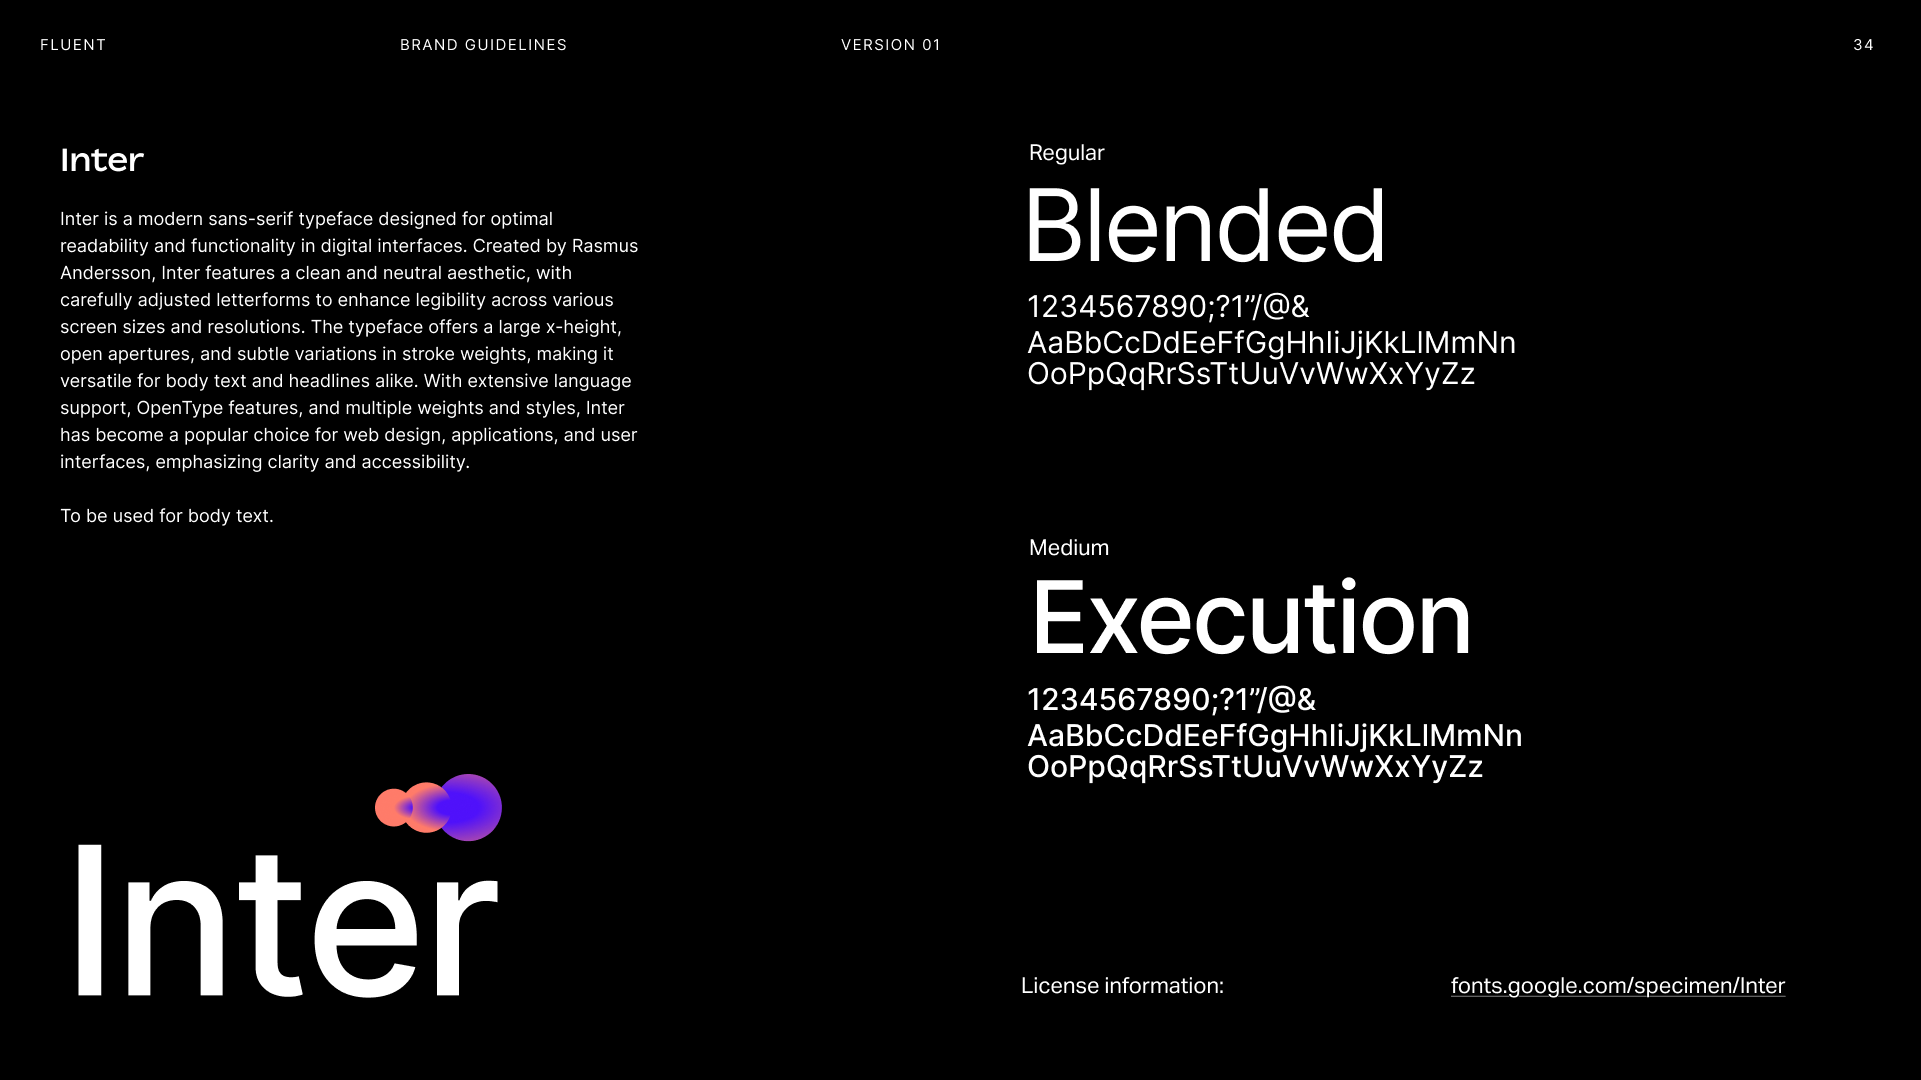 FLUENT
BRAND GUIDELINES
VERSION 01
34
Inter
Inter is a modern sans-serif typeface designed for optimal
readability and functionality in digital interfaces. Created by Rasmus
Andersson, Inter features a clean and neutral aesthetic, with
carefully adjusted letterforms to enhance legibility across various
screen sizes and resolutions. The typeface offers a large x-height,
open apertures, and subtle variations in stroke weights, making it
versatile for body text and headlines alike. With extensive language
support, OpenType features, and multiple weights and styles, Inter
has become a popular choice for web design, applications, and user
interfaces, emphasizing clarity and accessibility.
To be used for body text.
Inter
Regular
Blended
1234567890;?1”/@&
AaBbCcDdEeFfGgHhIiJjKkLlMmNn
OoPpQqRrSsTtUuVvWwXxYyZz
Medium
Execution
1234567890;?1”/@&
AaBbCcDdEeFfGgHhIiJjKkLlMmNn
OoPpQqRrSsTtUuVvWwXxYyZz
License information:
fonts.google.com/specimen/Inter